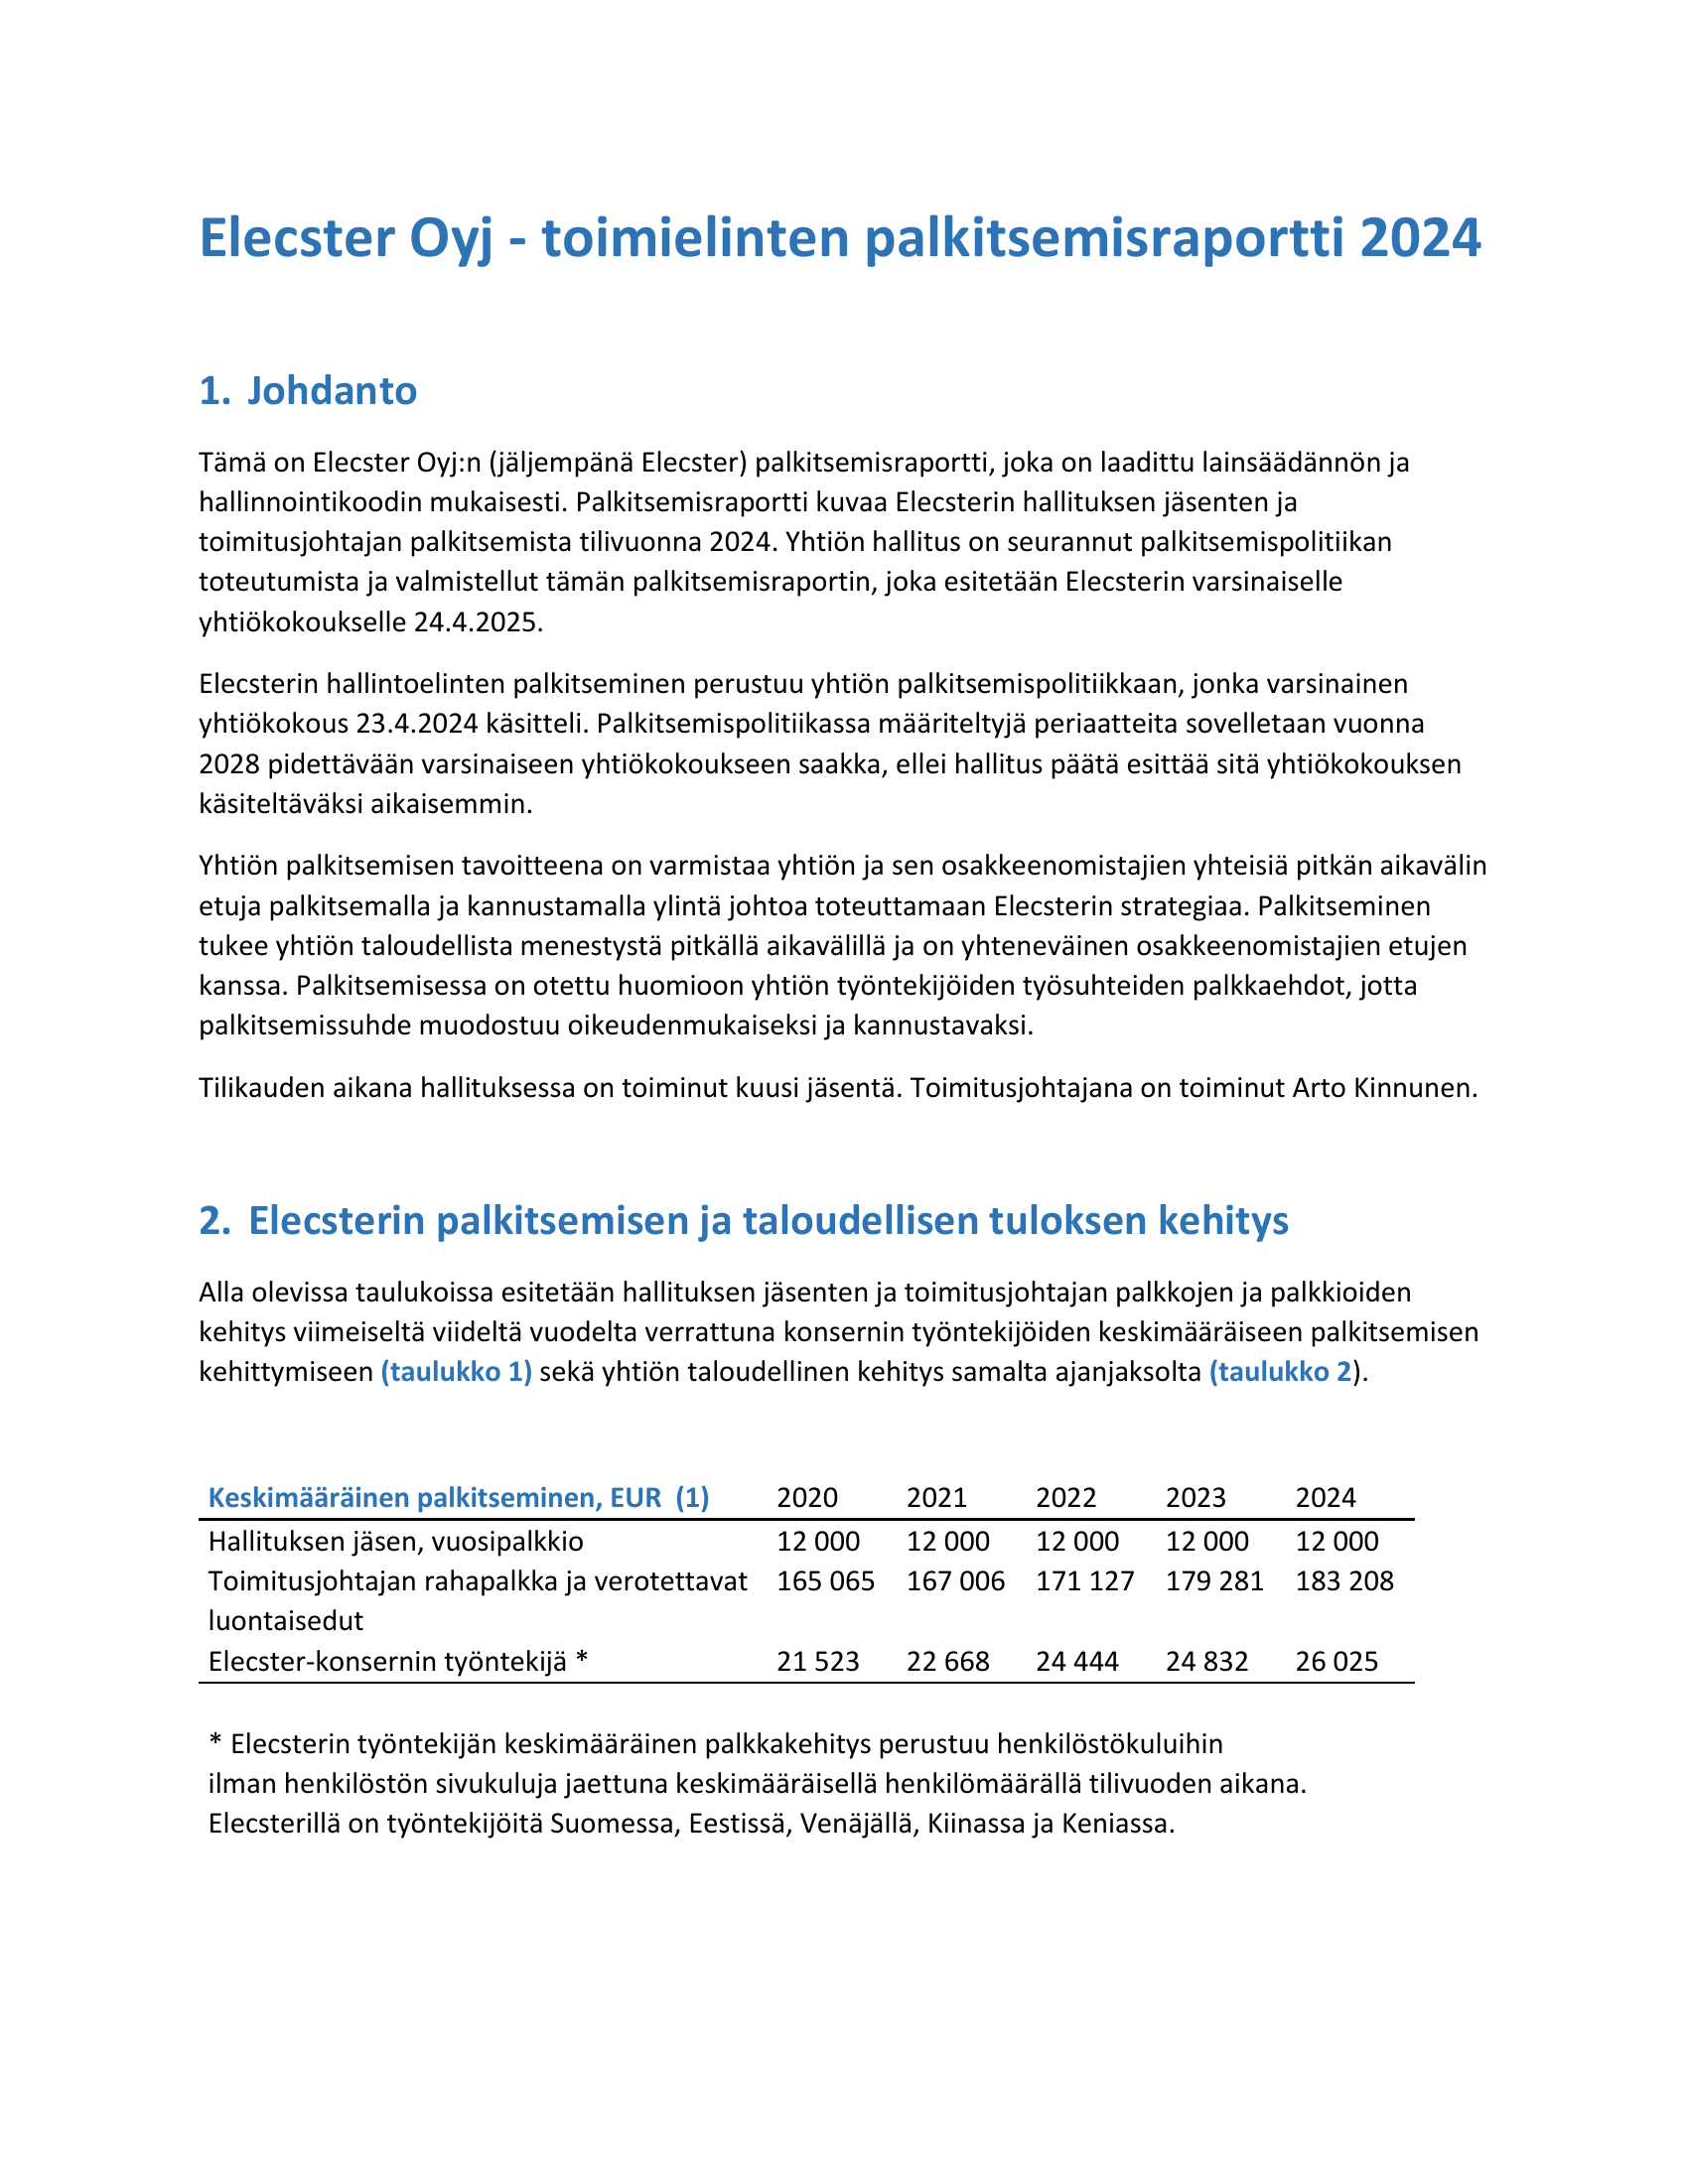 Elecster Oyj - toimielinten palkitsemisraportti 2024
1. Johdanto
Tämä on Elecster Oyj:n (jäljempänä Elecster) palkitsemisraportti, joka on laadittu lainsäädännön ja
hallinnointikoodin mukaisesti. Palkitsemisraportti kuvaa Elecsterin hallituksen jäsenten ja
toimitusjohtajan palkitsemista tilivuonna 2024. Yhtiön hallitus on seurannut palkitsemispolitiikan
toteutumista ja valmistellut tämän palkitsemisraportin, joka esitetään Elecsterin varsinaiselle
yhtiökokoukselle 24.4.2025.
Elecsterin hallintoelinten palkitseminen perustuu yhtiön palkitsemispolitiikkaan, jonka varsinainen
yhtiökokous 23.4.2024 käsitteli. Palkitsemispolitiikassa määriteltyjä periaatteita sovelletaan vuonna
2028 pidettävään varsinaiseen yhtiökokoukseen saakka, ellei hallitus päätä esittää sitä yhtiökokouksen
käsiteltäväksi aikaisemmin.
Yhtiön palkitsemisen tavoitteena on varmistaa yhtiön ja sen osakkeenomistajien yhteisiä pitkän aikavälin
etuja palkitsemalla ja kannustamalla ylintä johtoa toteuttamaan Elecsterin strategiaa. Palkitseminen
tukee yhtiön taloudellista menestystä pitkällä aikavälillä ja on yhteneväinen osakkeenomistajien etujen
kanssa. Palkitsemisessa on otettu huomioon yhtiön työntekijöiden työsuhteiden palkkaehdot, jotta
palkitsemissuhde muodostuu oikeudenmukaiseksi ja kannustavaksi.
Tilikauden aikana hallituksessa on toiminut kuusi jäsentä. Toimitusjohtajana on toiminut Arto Kinnunen.
2. Elecsterin palkitsemisen ja taloudellisen tuloksen kehitys
Alla olevissa taulukoissa esitetään hallituksen jäsenten ja toimitusjohtajan palkkojen ja palkkioiden
kehitys viimeiseltä viideltä vuodelta verrattuna konsernin työntekijöiden keskimääräiseen palkitsemisen
kehittymiseen (taulukko 1) sekä yhtiön taloudellinen kehitys samalta ajanjaksolta (taulukko 2).
Keskimääräinen palkitseminen, EUR (1) 2020 2021 2022 2023 2024
Hallituksen jäsen, vuosipalkkio 12 000 12 000 12 000 12 000 12 000
Toimitusjohtajan rahapalkka ja verotettavat 165 065 167 006 171 127 179 281 183 208
luontaisedut
Elecster-konsernin työntekijä * 21 523 22 668 24 444 24 832 26 025
* Elecsterin työntekijän keskimääräinen palkkakehitys perustuu henkilöstökuluihin
ilman henkilöstön sivukuluja jaettuna keskimääräisellä henkilömäärällä tilivuoden aikana.
Elecsterillä on työntekijöitä Suomessa, Eestissä, Venäjällä, Kiinassa ja Keniassa.